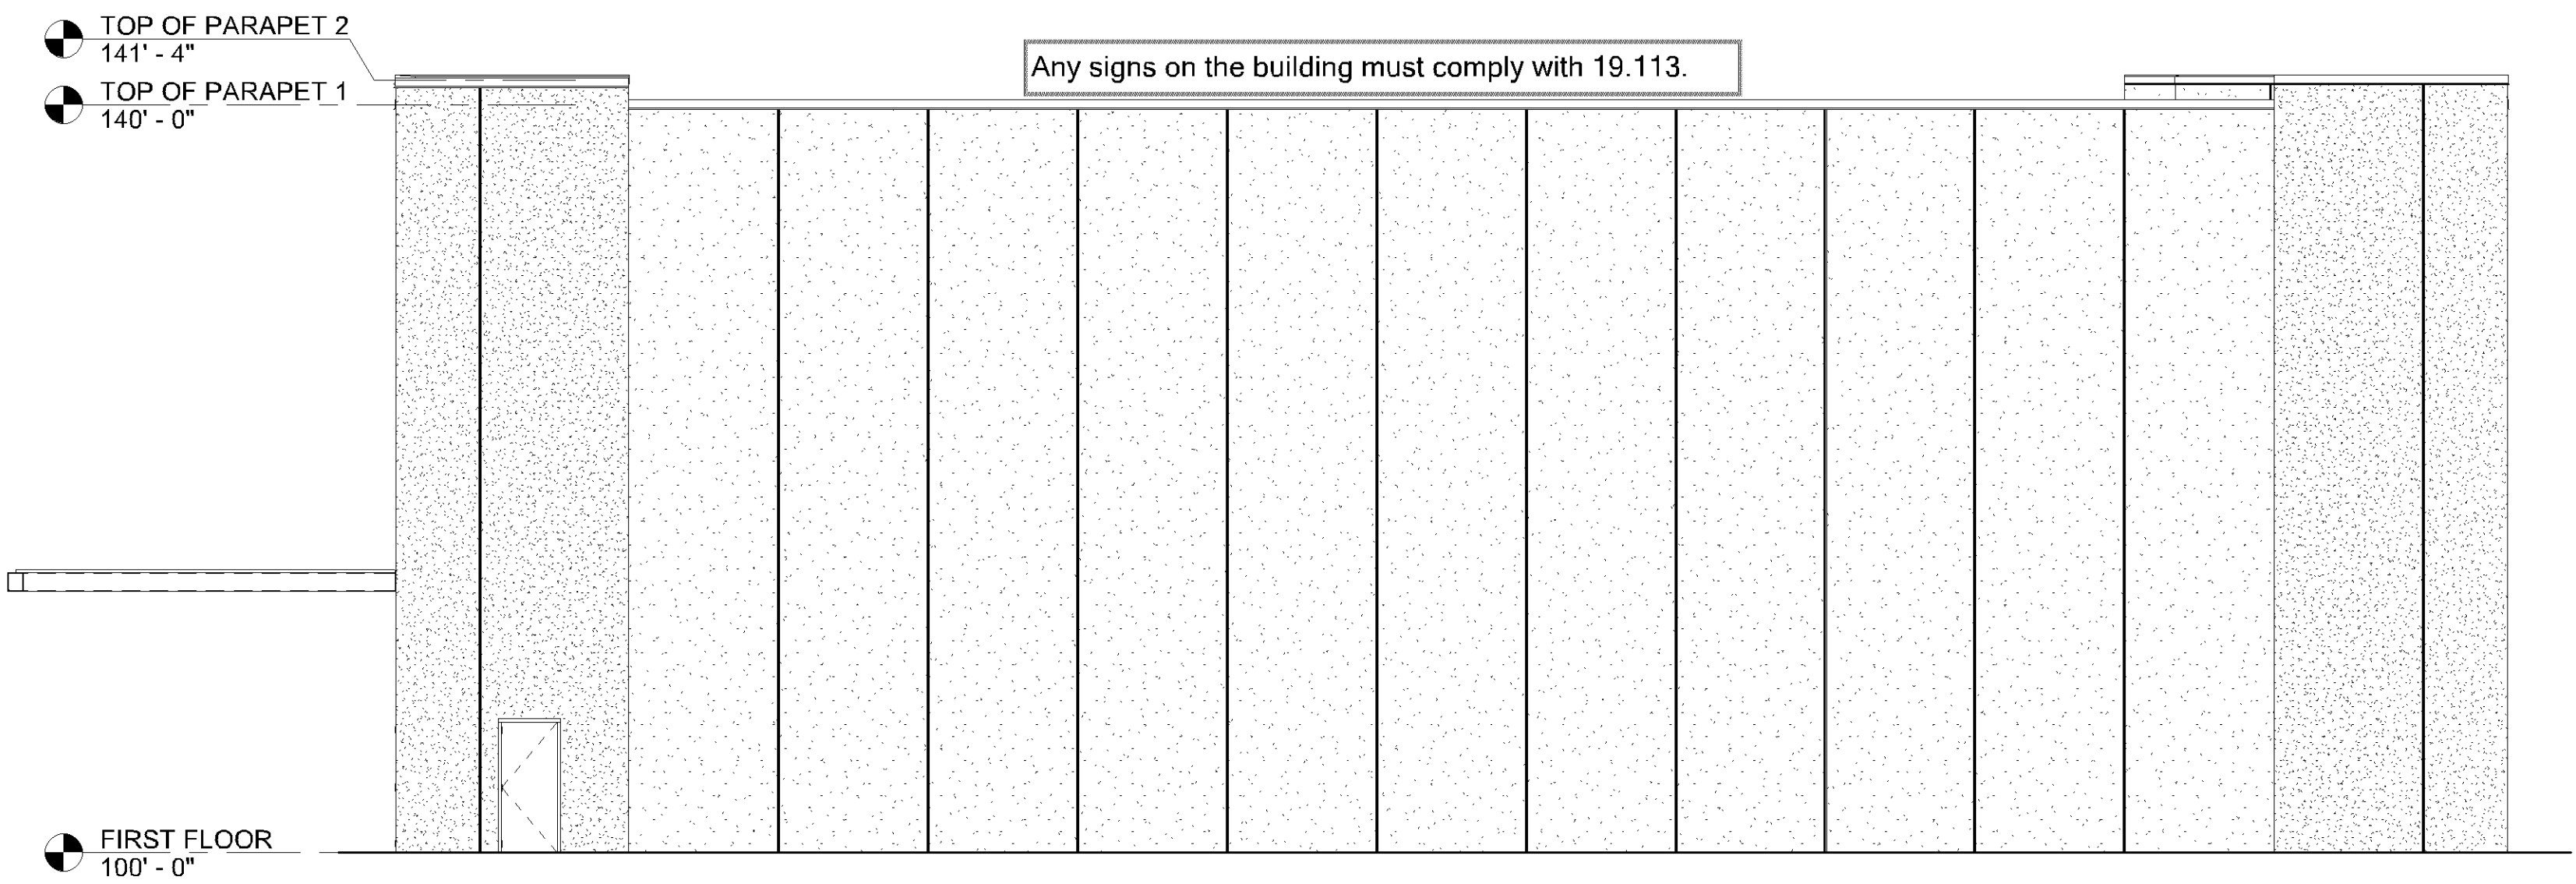 TOP OF PARAPET 2
141' - 4"
Any signs on the building must comply with 19.113.
TOP OF PARAPET 1
140' - 0"
FIRST FLOOR
100' - 0"